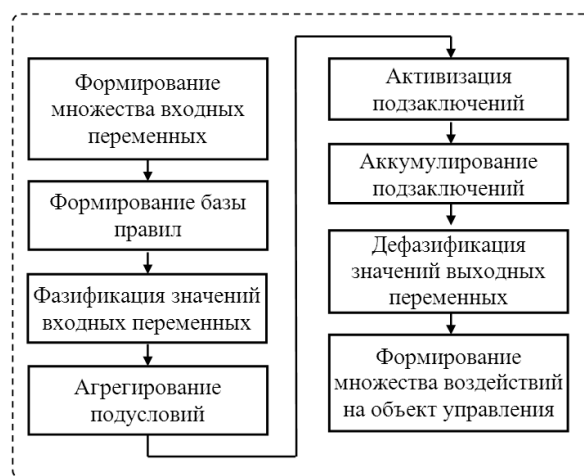 Формирование
множества входных
переменных
Формирование базы
правил
Фазификация значений
входных переменных
Агрегирование
подусловий
Активизация
подзаключений
Аккумулирование
подзаключений
Дефазификация
значений выходных
переменных
Формирование
множества воздействий
на объект управления